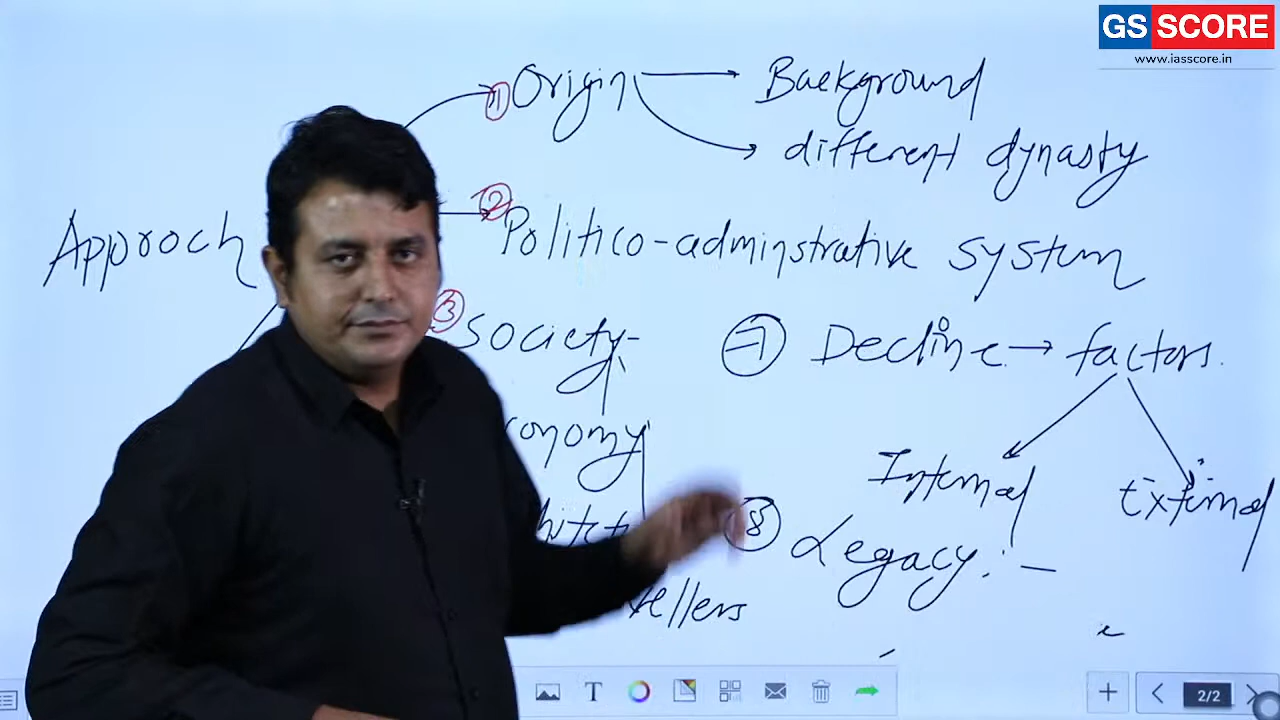 GS SCORE
www.iasscore.in
Approch
① Origin → Background
→ different dynasty
② Politico-adminstrative system
③ Society-
⑦ Decline → factors.
Internal
External
⑧ Legacy :-
2/2
T